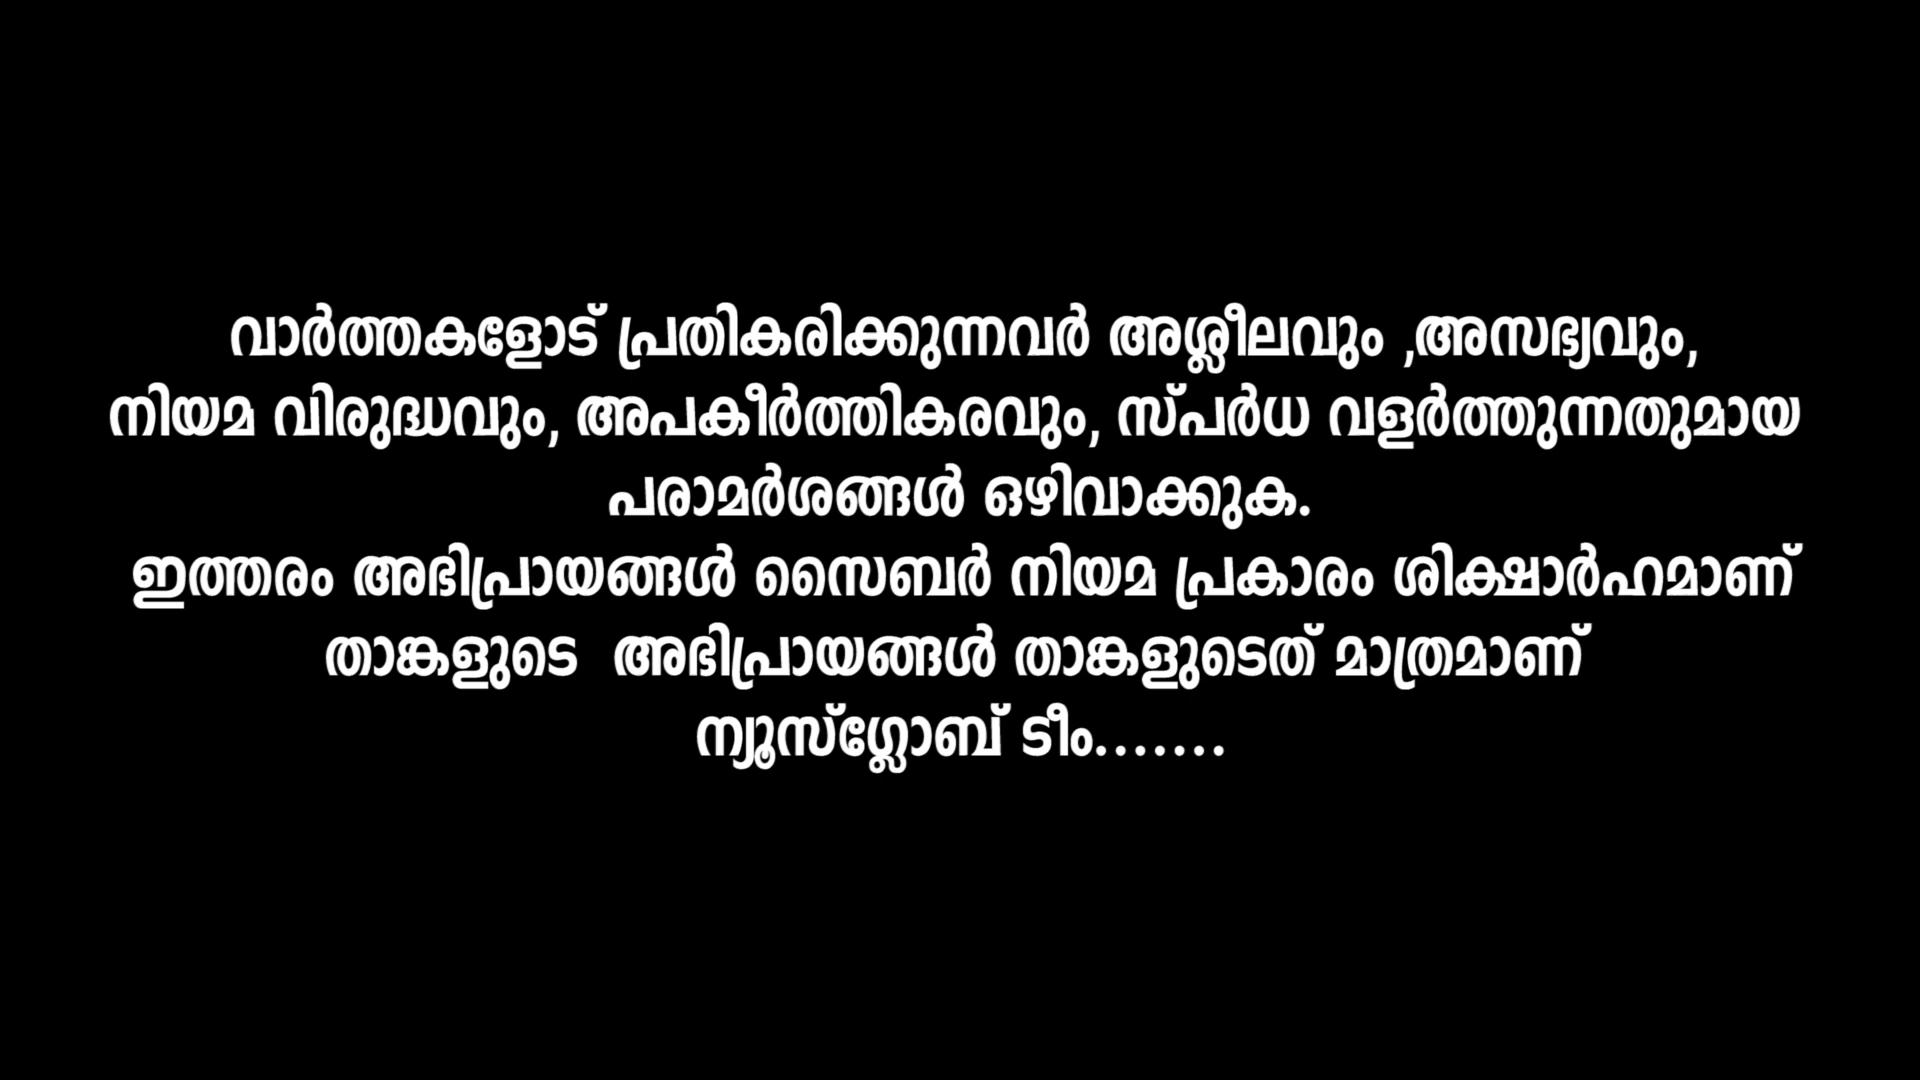 വാർത്തകളോട് പ്രതികരിക്കുന്നവർ അശ്ലീലവും ,അസഭ്യവും,
നിയമ വിരുദ്ധവും, അപകീർത്തികരവും, സ്പർധ വളർത്തുന്നതുമായ
പരാമർശങ്ങൾ ഒഴിവാക്കുക.
ഇത്തരം അഭിപ്രായങ്ങൾ സൈബർ നിയമ പ്രകാരം ശിക്ഷാർഹമാണ്
താങ്കളുടെ  അഭിപ്രായങ്ങൾ താങ്കളുടെത് മാത്രമാണ്
ന്യൂസ്ഗ്ലോബ് ടീം.......